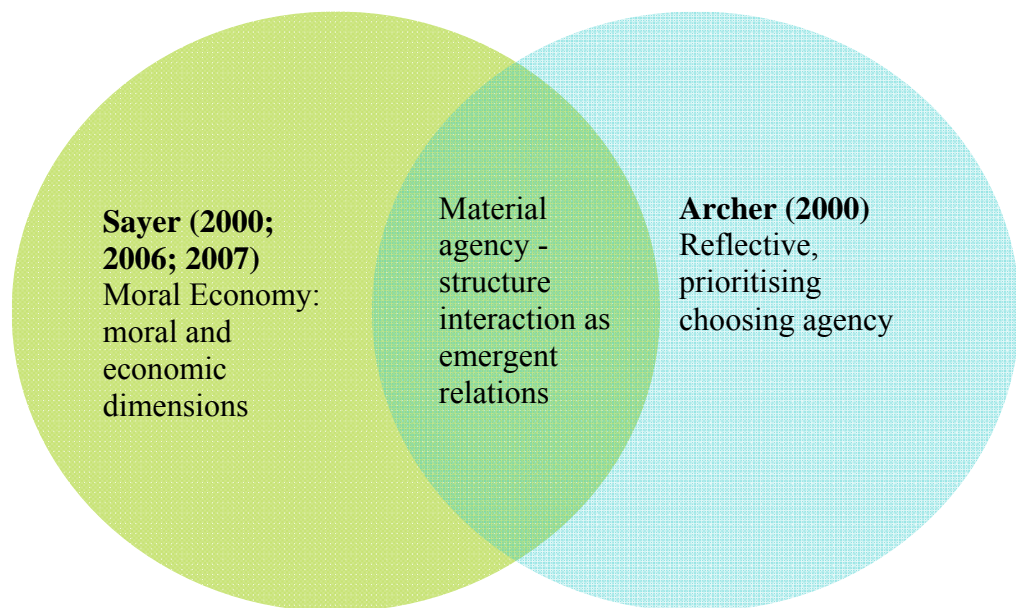 Sayer (2000;
2006; 2007)
Moral Economy:
moral and
economic
dimensions
Material
agency -
structure
interaction as
emergent
relations
Archer (2000)
Reflective,
prioritising
choosing agency